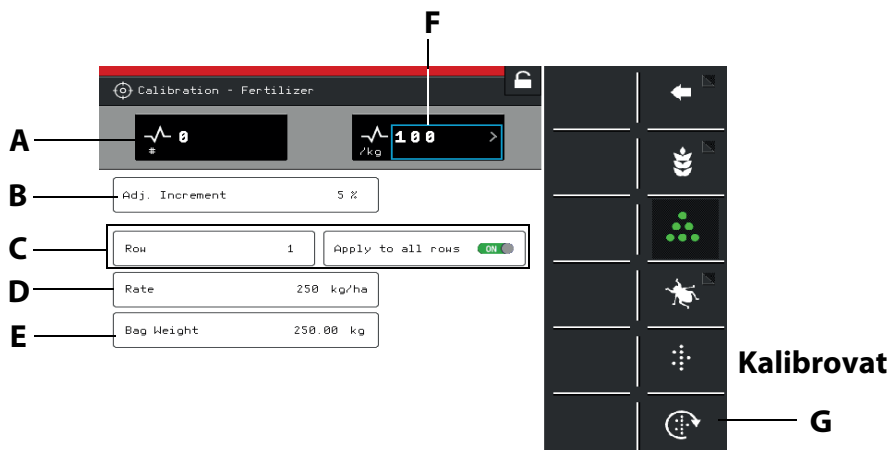 F
Calibration - Fertilizer
A
0
#
100 >
/kg
B
Adj. Increment 5 %
C
Row 1 Apply to all rows ON
D
Rate 250 kg/ha
E
Bag Weight 250.00 kg
Kalibrovat
G